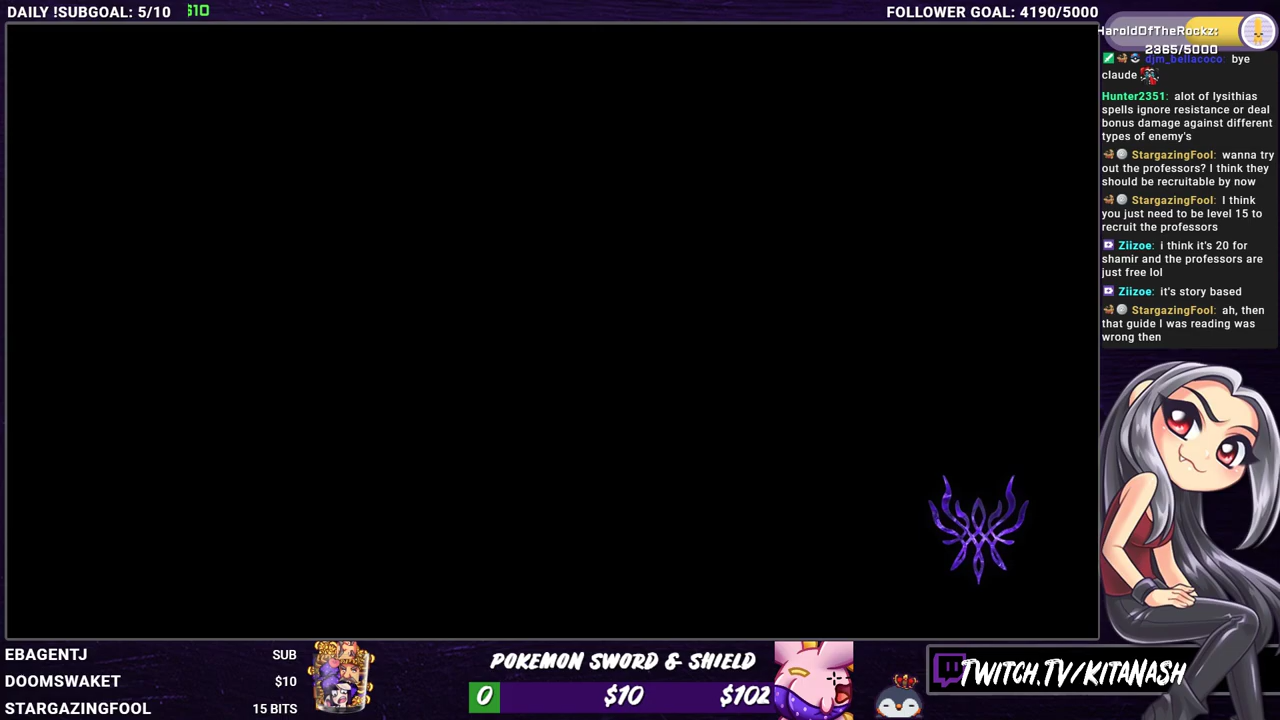 DAILY !SUBGOAL: 5/10
$10
FOLLOWER GOAL: 4190/5000
HaroldOfTheRockz:
2365/5000
djm_bellacoco: bye
claude
Hunter2351: alot of lysithias
spells ignore resistance or deal
bonus damage against different
types of enemy's
StargazingFool: wanna try
out the professors? I think they
should be recruitable by now
StargazingFool: I think
you just need to be level 15 to
recruit the professors
Ziizoe: i think it's 20 for
shamir and the professors are
just free lol
Ziizoe: it's story based
StargazingFool: ah, then
that guide I was reading was
wrong then
EBAGENTJ SUB
DOOMSWAKET $10
STARGAZINGFOOL 15 BITS
POKEMON SWORD & SHIELD
0 $10 $102
TWITCH.TV/KITANASH